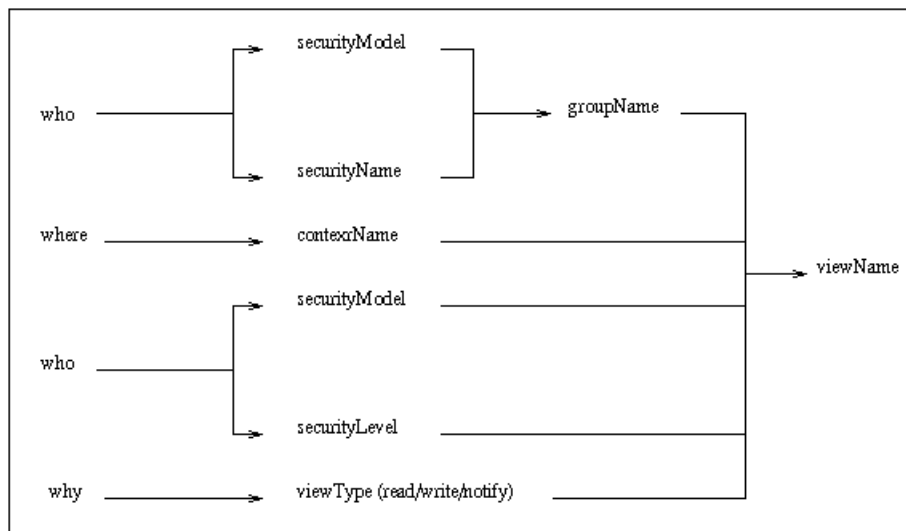 securityModel
who
groupName
securityName
where
contexrName
viewName
securityModel
who
securityLevel
why
viewType (read/write/notify)